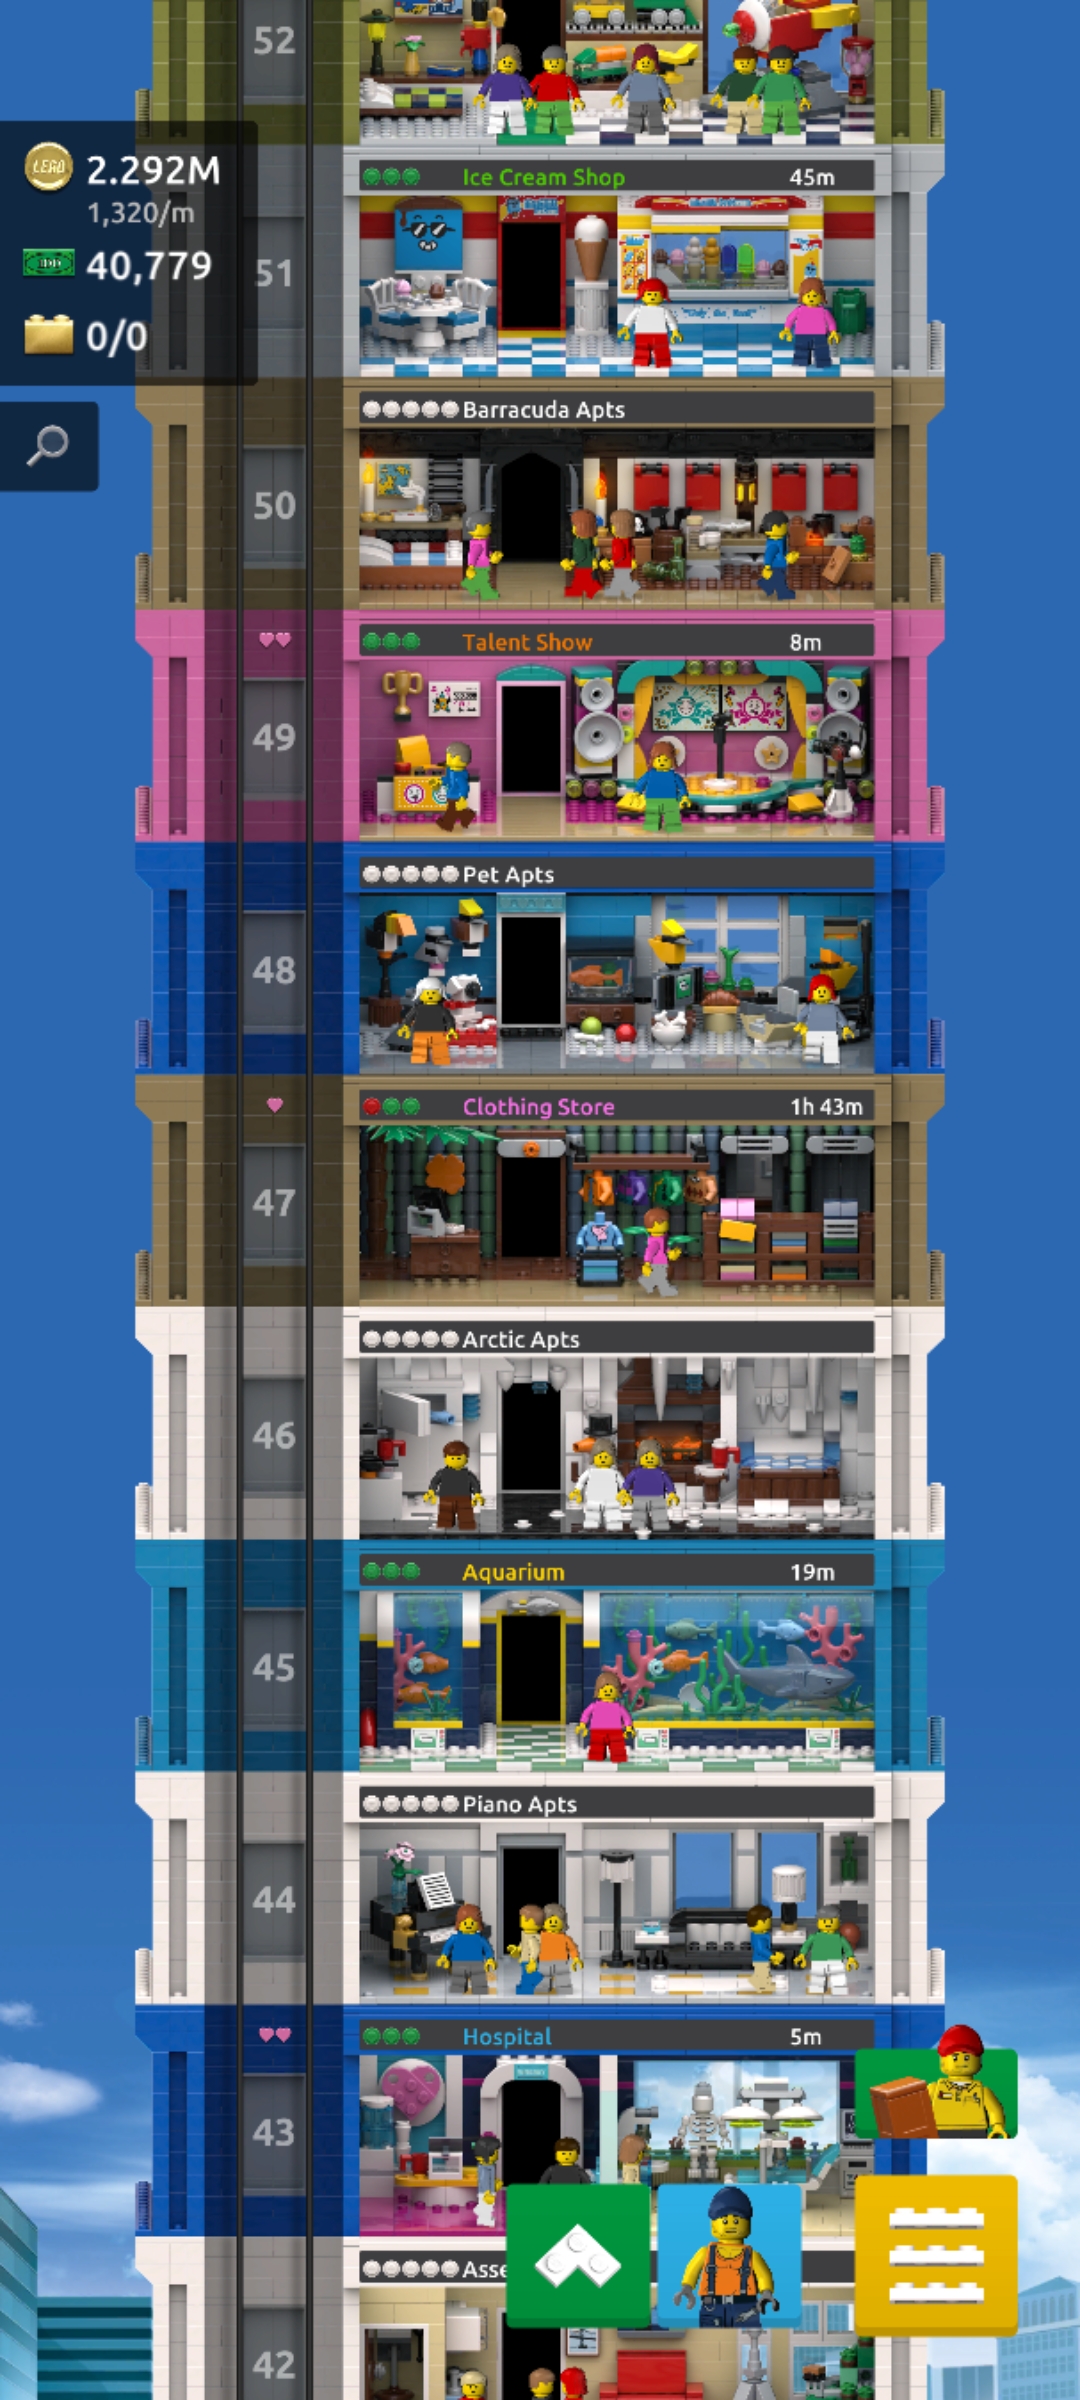 52
LEGO
2.292M
1,320/m
40,779
0/0
Ice Cream Shop 45m
51
Barracuda Apts
50
Talent Show 8m
49
Pet Apts
48
Clothing Store 1h 43m
47
Arctic Apts
46
Aquarium 19m
45
Piano Apts
44
Hospital 5m
43
Asse
42